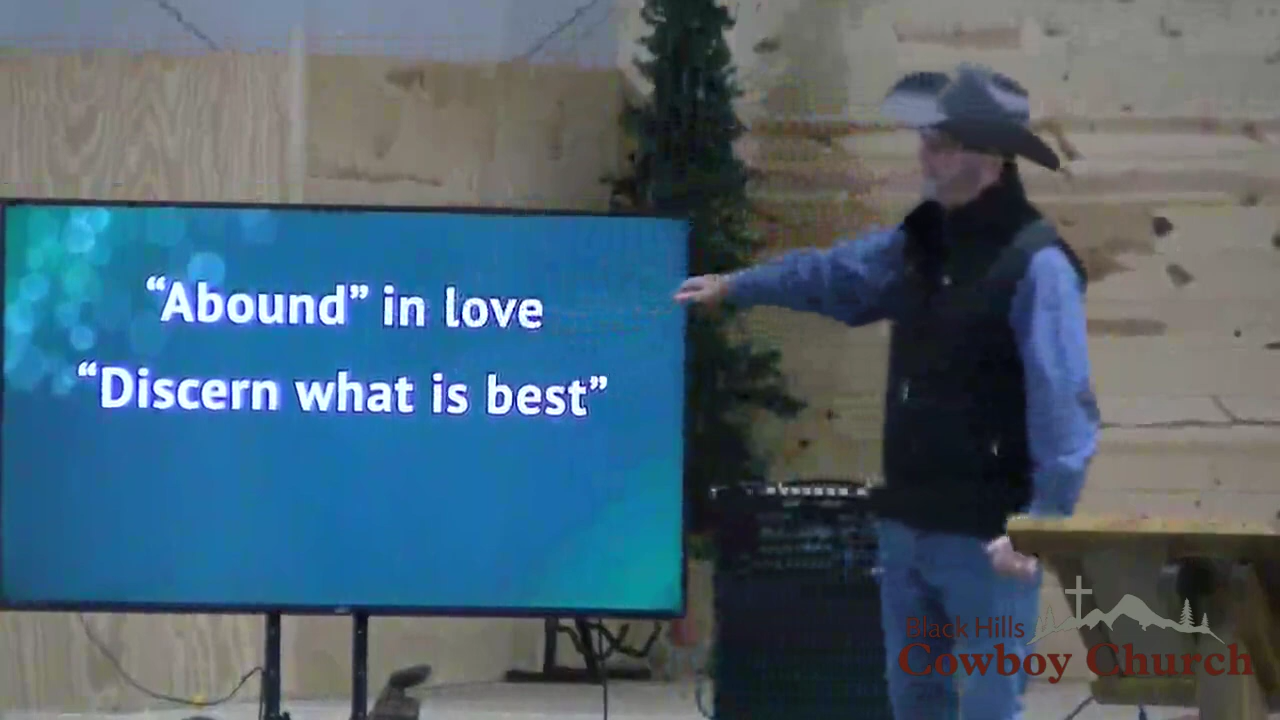 “Abound” in love
“Discern what is best”
Black Hills
Cowboy Church